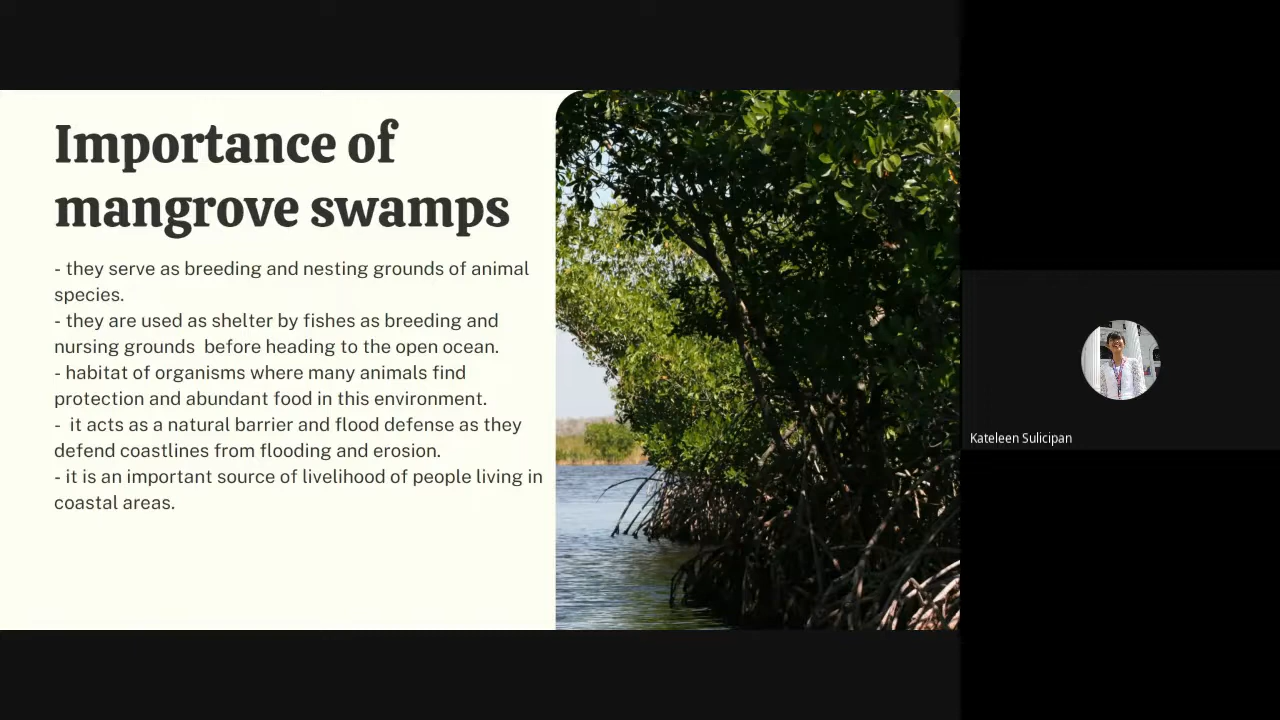 Importance of
mangrove swamps
- they serve as breeding and nesting grounds of animal
species.
- they are used as shelter by fishes as breeding and
nursing grounds  before heading to the open ocean.
- habitat of organisms where many animals find
protection and abundant food in this environment.
-  it acts as a natural barrier and flood defense as they
defend coastlines from flooding and erosion.
- it is an important source of livelihood of people living in
coastal areas.
Kateleen Sulicipan